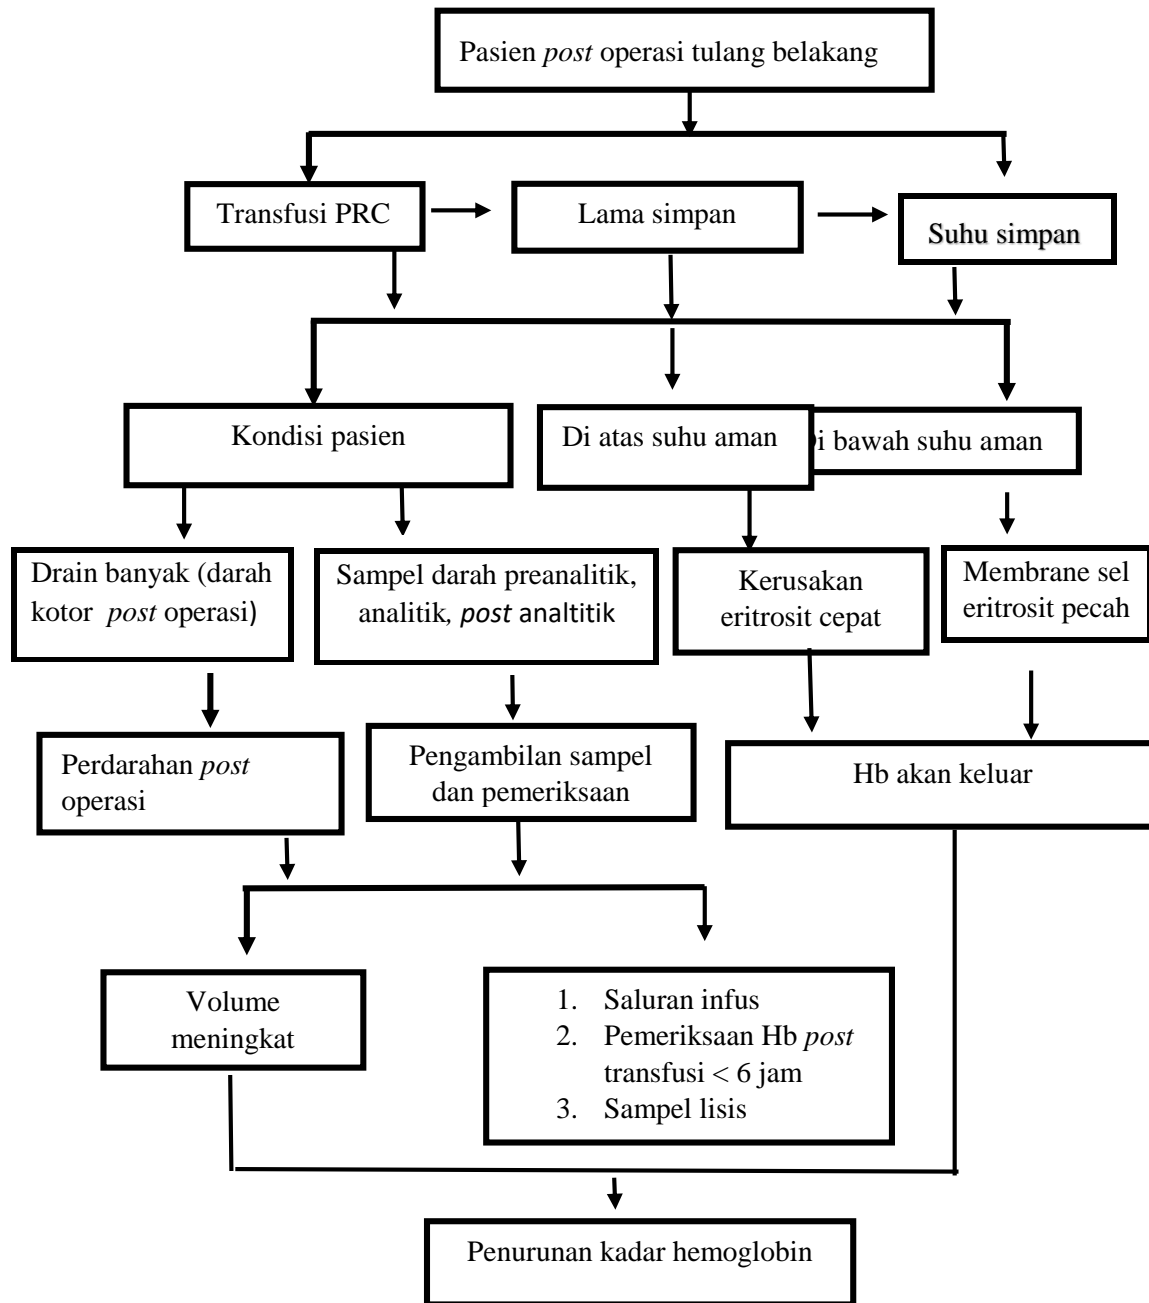 Pasien post operasi tulang belakang
Transfusi PRC
Lama simpan
Suhu simpan
Kondisi pasien
Di atas suhu aman
i bawah suhu aman
Drain banyak (darah
kotor post operasi)
Sampel darah preanalitik,
analitik, post analtitik
Kerusakan
eritrosit cepat
Membrane sel
eritrosit pecah
Perdarahan post
operasi
Pengambilan sampel
dan pemeriksaan
Hb akan keluar
Volume
meningkat
1. Saluran infus
2. Pemeriksaan Hb post
transfusi < 6 jam
3. Sampel lisis
Penurunan kadar hemoglobin